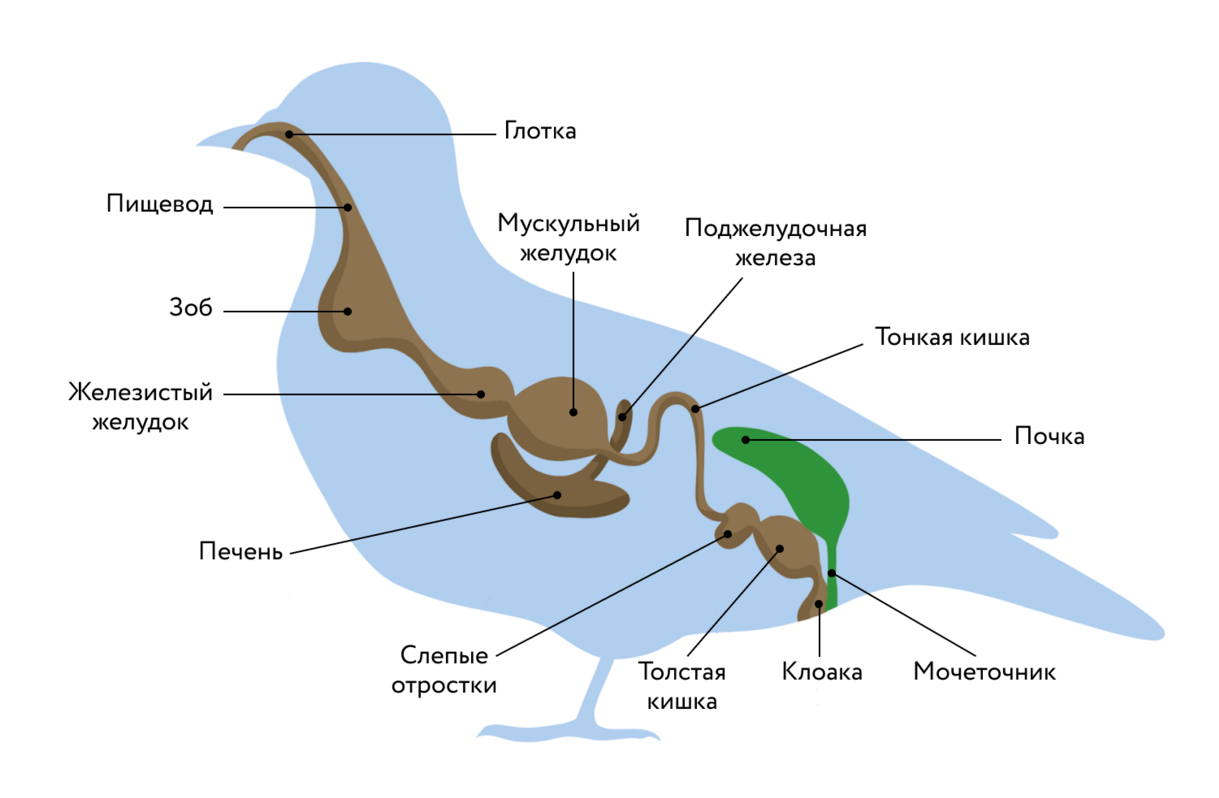 Глотка
Пищевод
Мускульный
желудок
Поджелудочная
железа
Зоб
Тонкая кишка
Железистый
желудок
Почка
Печень
Слепые
отростки
Толстая
кишка
Клоака
Мочеточник